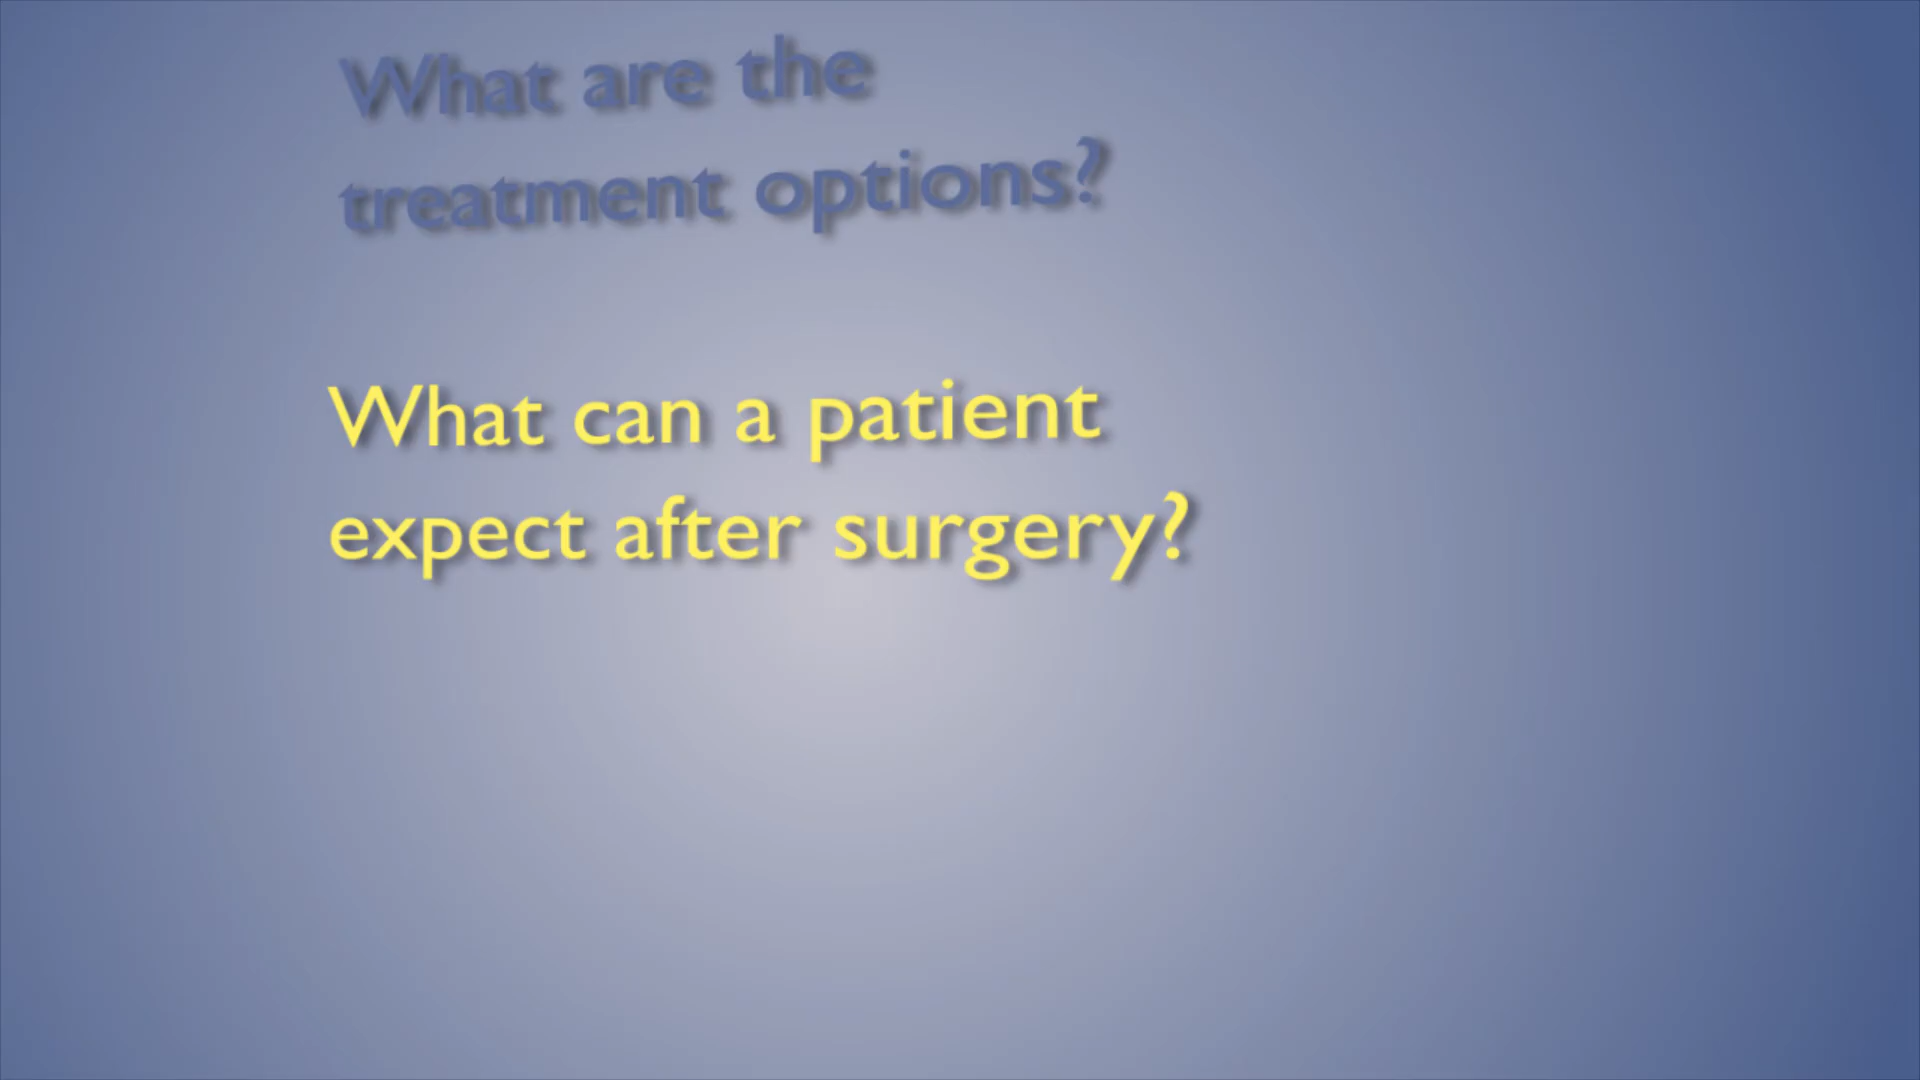 What are the
treatment options?
What can a patient
expect after surgery?